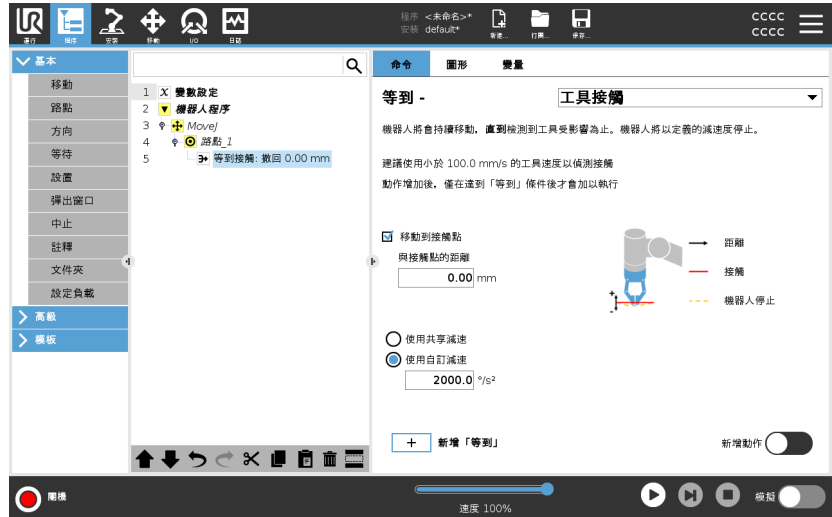 UR
運行
程序
安裝
移動
I/O
日誌
程序 <未命名>*
安裝 default*
新建...
打開...
保存...
cccc
cccc
基本
移動
路點
方向
等待
設置
彈出窗口
中止
註釋
文件夾
設定負載
高級
模板
1 X 變數設定
2 機器人程序
3 MoveJ
4 路點_1
5 等到接觸: 撤回 0.00 mm
命令 圖形 變量
等到 - 工具接觸
機器人將會持續移動，直到檢測到工具受影響為止。機器人將以定義的減速度停止。
建議使用小於 100.0 mm/s 的工具速度以偵測接觸
動作增加後，僅在達到「等到」條件後才會加以執行
移動到接觸點
與接觸點的距離
0.00 mm
距離
接觸
機器人停止
使用共享減速
使用自訂減速
2000.0 °/s²
+ 新增「等到」
新增動作
關機
速度 100%
模擬